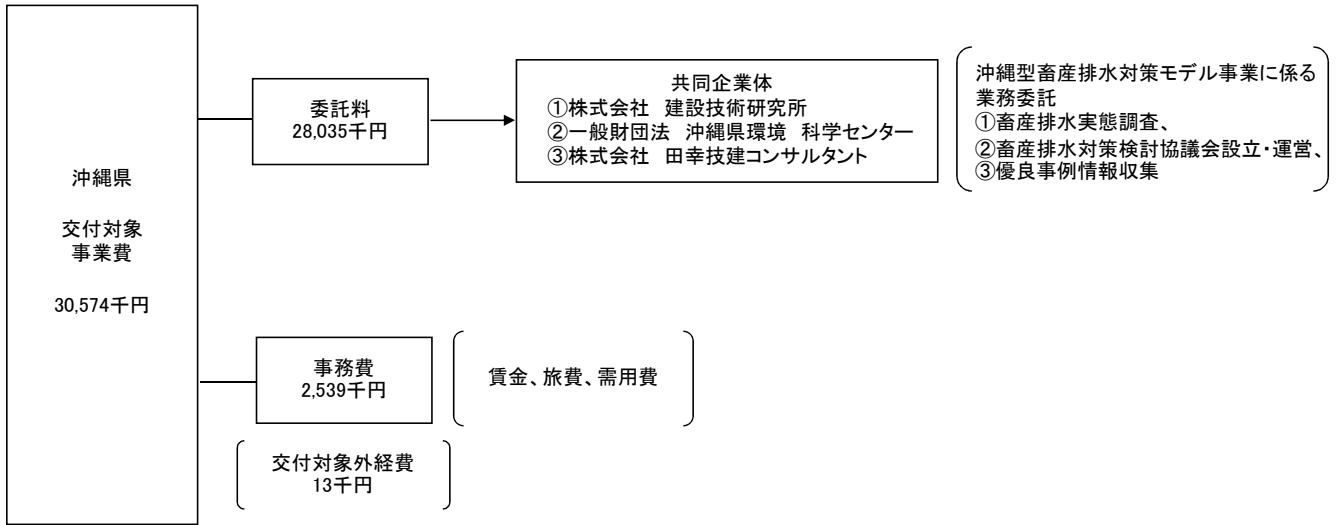 沖縄県
交付対象
事業費
30,574千円
委託料
28,035千円
共同企業体
①株式会社 建設技術研究所
②一般財団法 沖縄県環境 科学センター
③株式会社 田幸技建コンサルタント
沖縄型畜産排水対策モデル事業に係る
業務委託
①畜産排水実態調査、
②畜産排水対策検討協議会設立・運営、
③優良事例情報収集
事務費
2,539千円
賃金、旅費、需用費
交付対象外経費
13千円